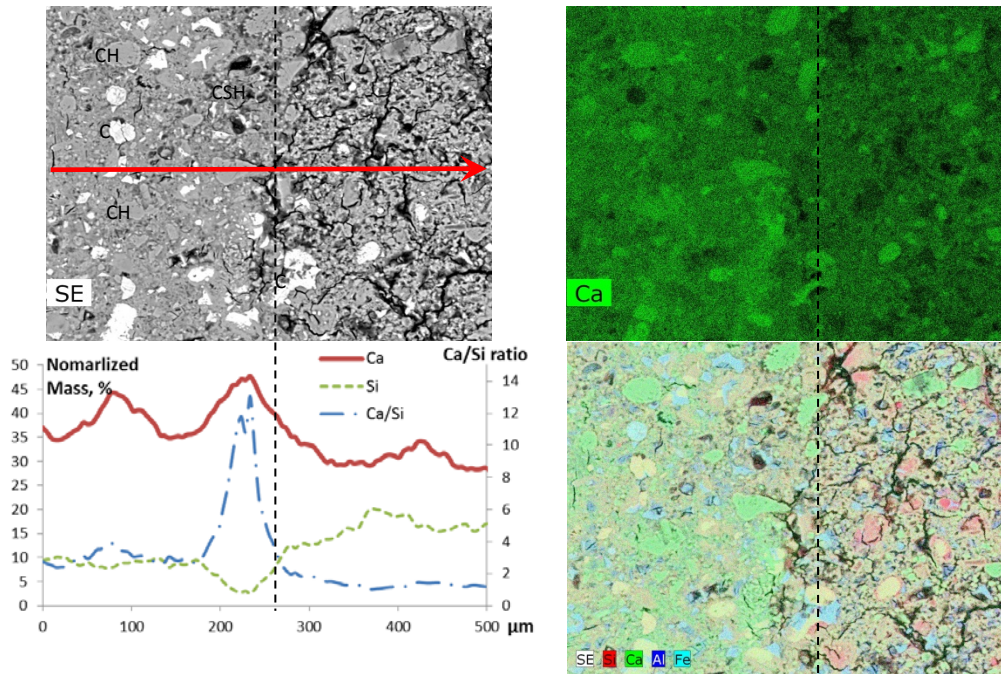 CH
CSH
C
CH
C
SE
Ca
Nomarlized
Mass, %
Ca/Si ratio
Ca
Si
Ca/Si
50
45
40
35
30
25
20
15
10
5
0
14
12
10
8
6
4
2
0
0 100 200 300 400 500 μm
SE Si Ca Al Fe